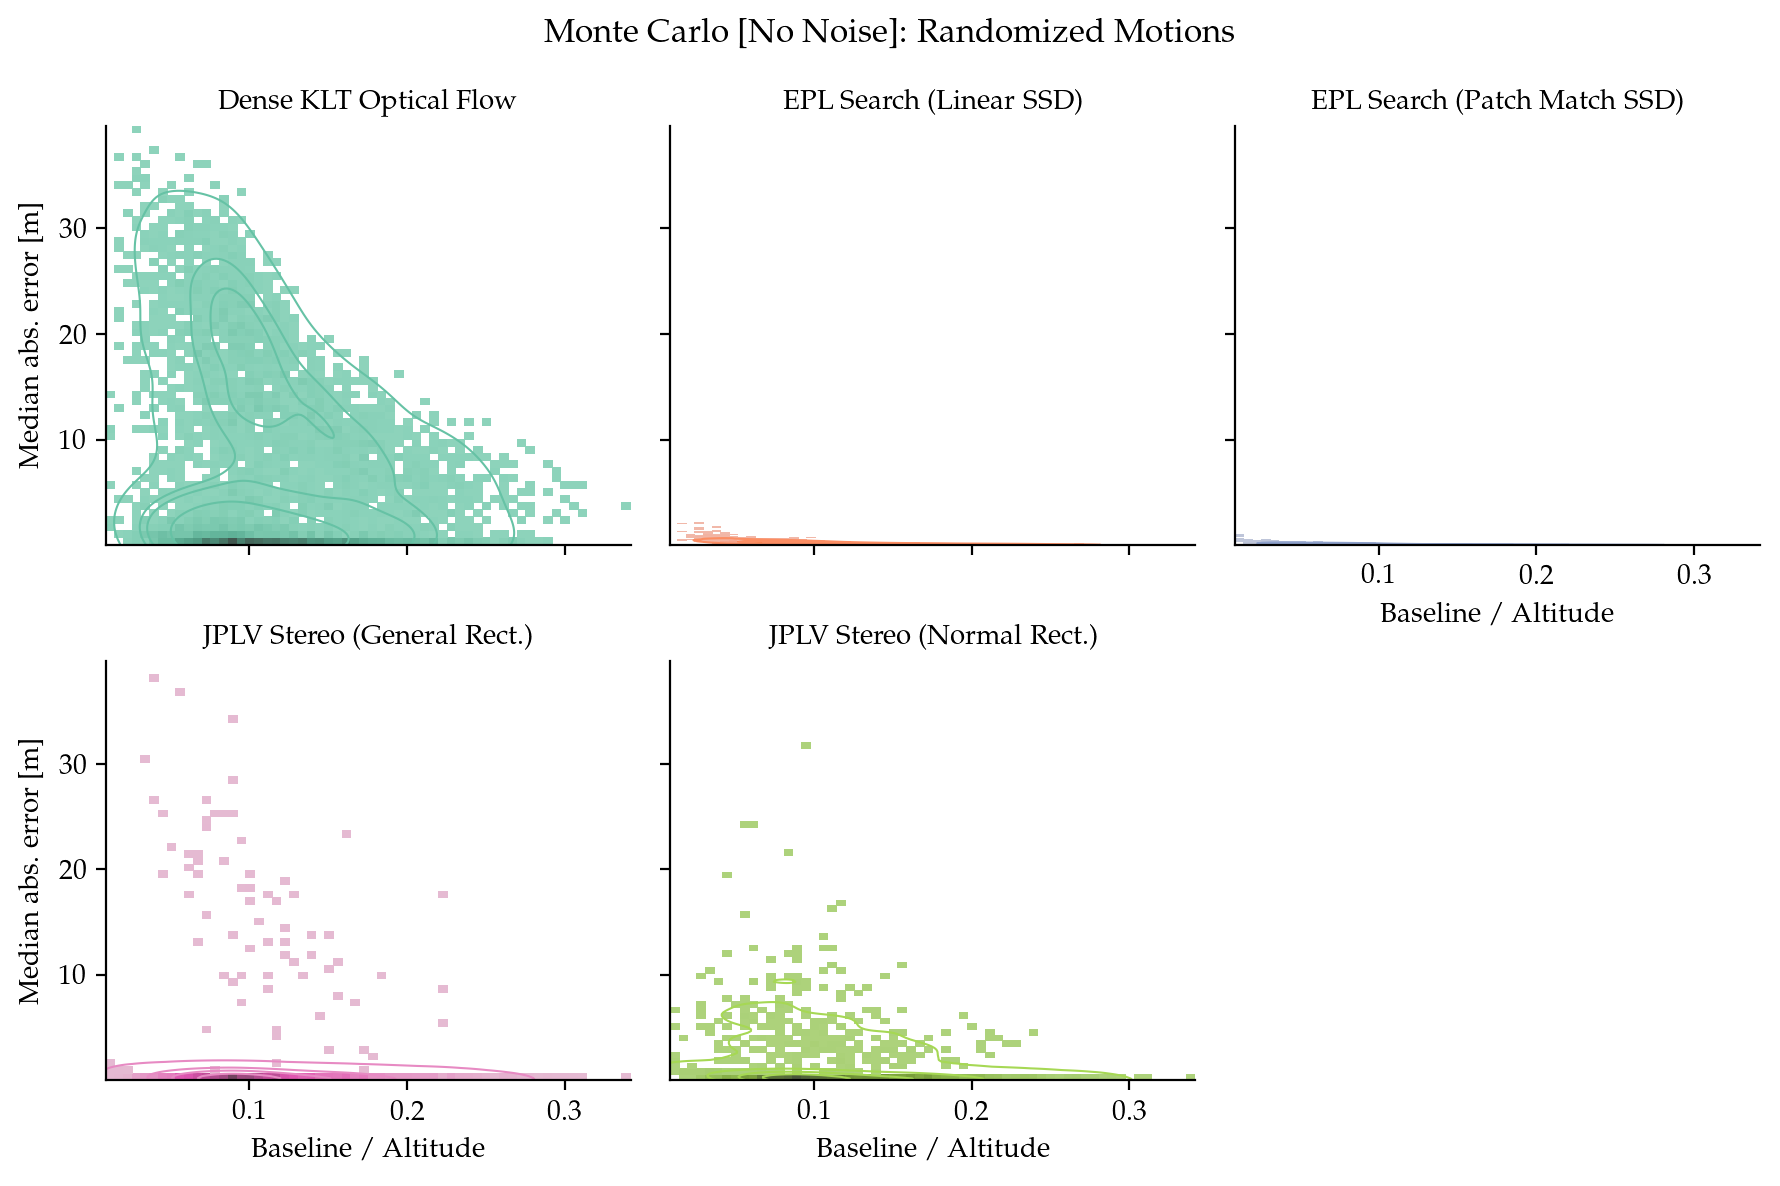 Monte Carlo [No Noise]: Randomized Motions
Dense KLT Optical Flow
EPL Search (Linear SSD)
EPL Search (Patch Match SSD)
Median abs. error [m]
30
20
10
0.1 0.2 0.3
Baseline / Altitude
JPLV Stereo (General Rect.)
JPLV Stereo (Normal Rect.)
Median abs. error [m]
30
20
10
0.1 0.2 0.3
Baseline / Altitude
0.1 0.2 0.3
Baseline / Altitude